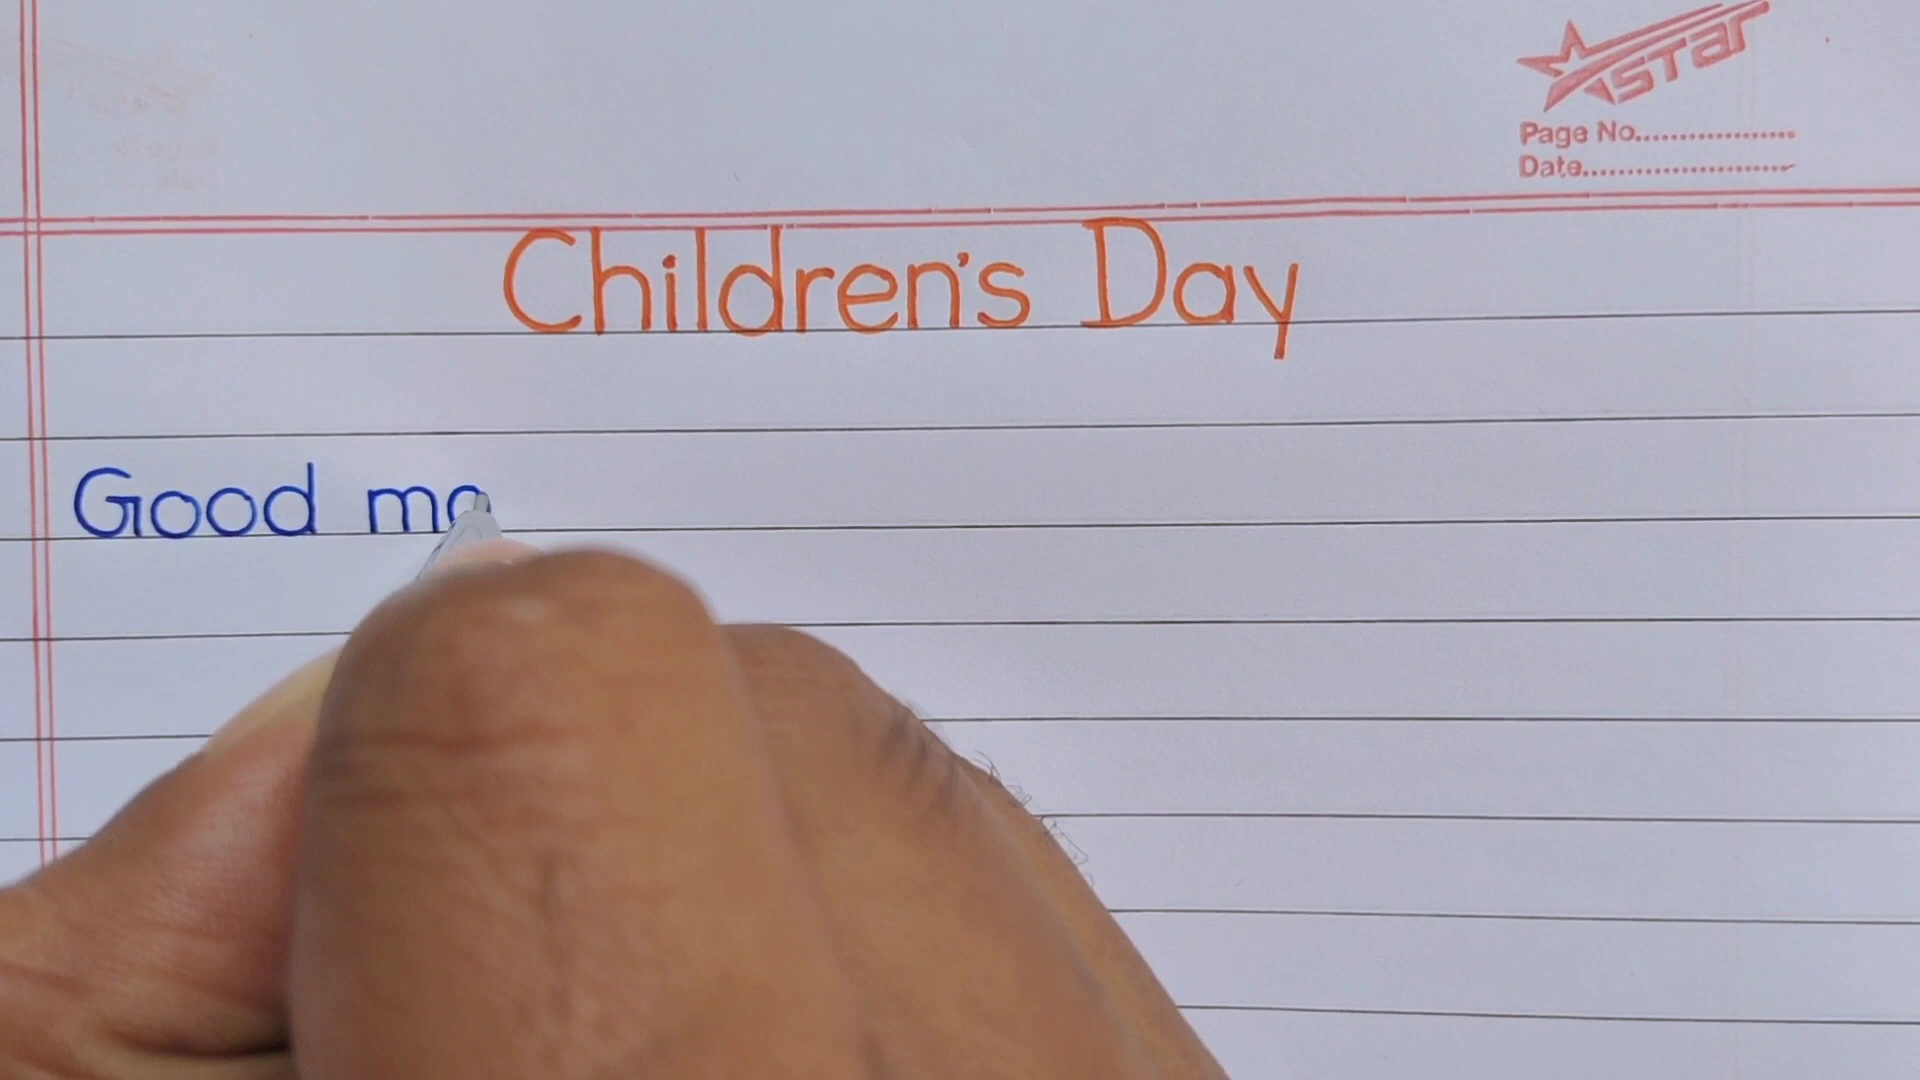 Star
Page No..................
Date........................
Children's Day
Good mo